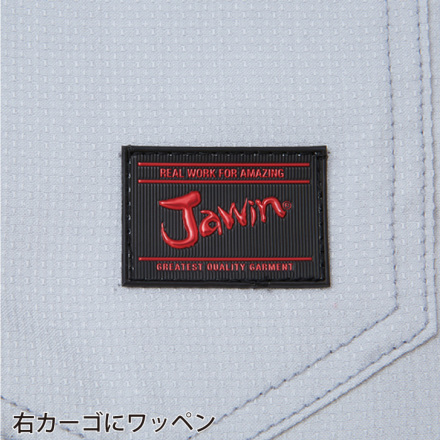 REAL WORK FOR AMAZING
Jawin®
GREATEST QUALITY GARMENT
右カーゴにワッペン